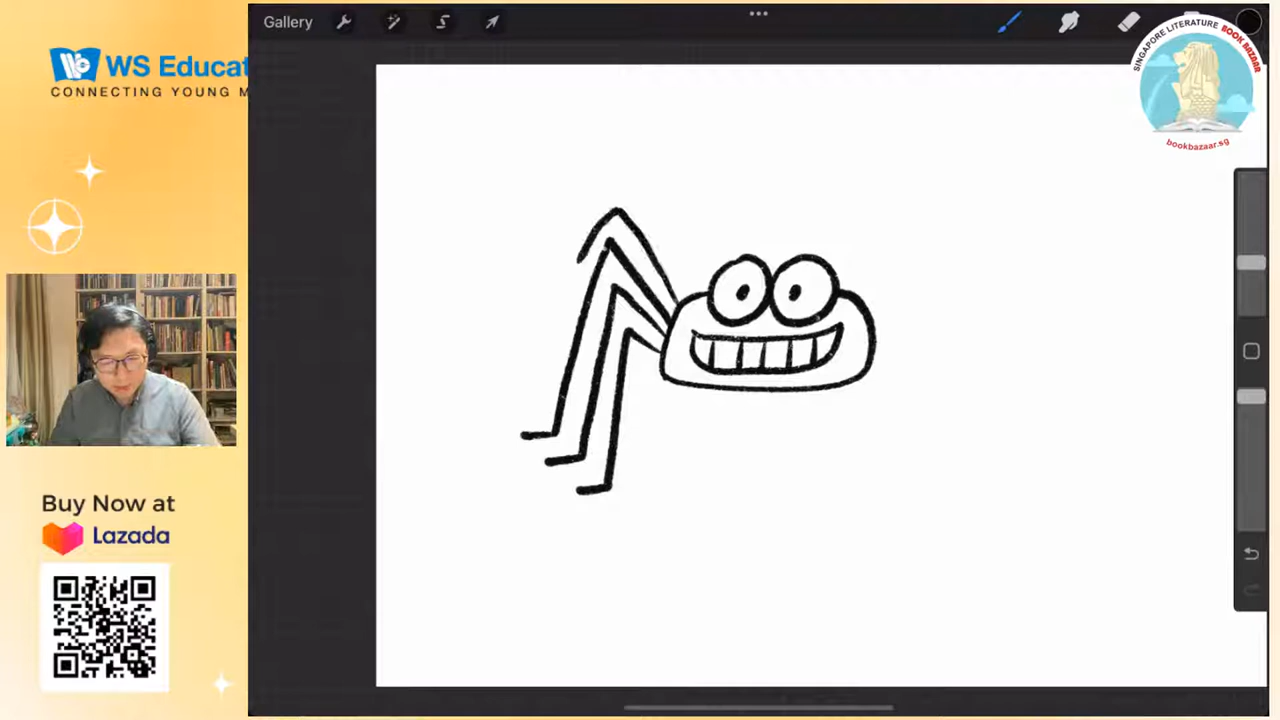 Gallery
WS Educat
CONNECTING YOUNG M
SINGAPORE LITERATURE BOOK BAZAAR
bookbazaar.sg
Buy Now at
Lazada